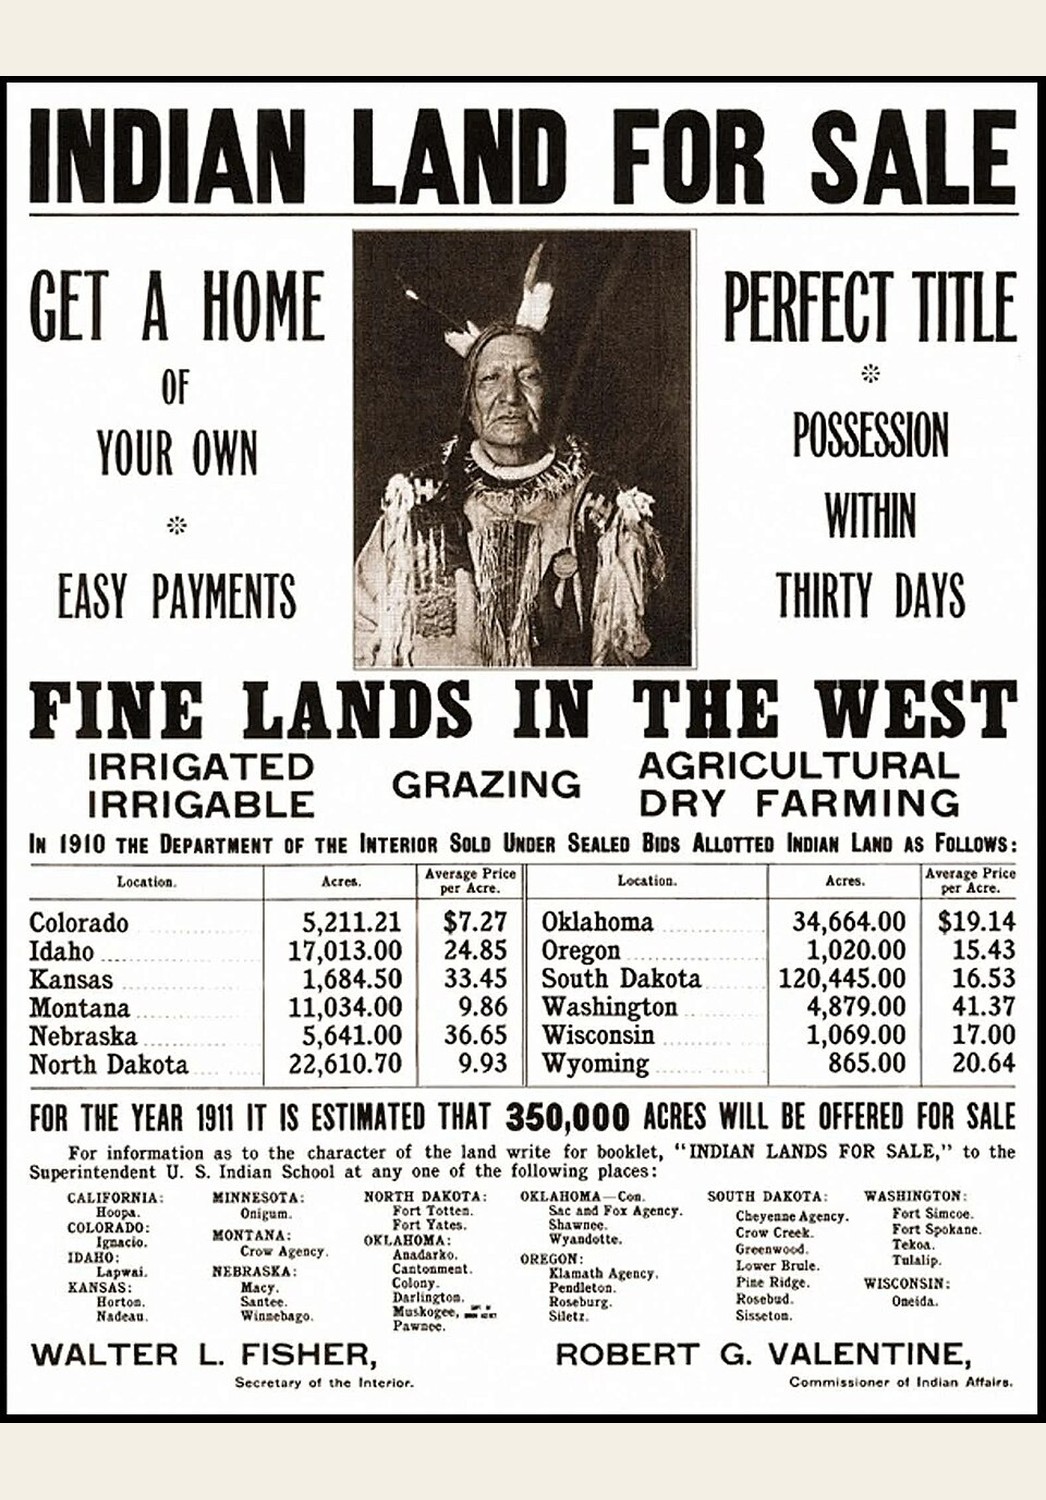 INDIAN LAND FOR SALE
GET A HOME
OF
YOUR OWN
EASY PAYMENTS
PERFECT TITLE
POSSESSION
WITHIN
THIRTY DAYS
FINE LANDS IN THE WEST
IRRIGATED
IRRIGABLE
GRAZING
AGRICULTURAL
DRY FARMING
IN 1910 THE DEPARTMENT OF THE INTERIOR SOLD UNDER SEALED BIDS ALLOTTED INDIAN LAND AS FOLLOWS:
Location. Acres. Average Price per Acre. Location. Acres. Average Price per Acre.
Colorado 5,211.21 $7.27 Oklahoma 34,664.00 $19.14
Idaho 17,013.00 24.85 Oregon 1,020.00 15.43
Kansas 1,684.50 33.45 South Dakota 120,445.00 16.53
Montana 11,034.00 9.86 Washington 4,879.00 41.37
Nebraska 5,641.00 36.65 Wisconsin 1,069.00 17.00
North Dakota 22,610.70 9.93 Wyoming 865.00 20.64
FOR THE YEAR 1911 IT IS ESTIMATED THAT 350,000 ACRES WILL BE OFFERED FOR SALE
For information as to the character of the land write for booklet, "INDIAN LANDS FOR SALE," to the
Superintendent U. S. Indian School at any one of the following places:
CALIFORNIA:
Hoopa.
COLORADO:
Ignacio.
IDAHO:
Lapwai.
KANSAS:
Horton.
Nadeau.
MINNESOTA:
Onigum.
MONTANA:
Crow Agency.
NEBRASKA:
Macy.
Santee.
Winnebago.
NORTH DAKOTA:
Fort Totten.
Fort Yates.
OKLAHOMA:
Anadarko.
Cantonment.
Colony.
Darlington.
Muskogee,
Pawnee.
OKLAHOMA—Con.
Sac and Fox Agency.
Shawnee.
Wyandotte.
OREGON:
Klamath Agency.
Pendleton.
Roseburg.
Siletz.
SOUTH DAKOTA:
Cheyenne Agency.
Crow Creek.
Greenwood.
Lower Brule.
Pine Ridge.
Rosebud.
Sisseton.
WASHINGTON:
Fort Simcoe.
Fort Spokane.
Tekoa.
Tulalip.
WISCONSIN:
Oneida.
WALTER L. FISHER,
Secretary of the Interior.
ROBERT G. VALENTINE,
Commissioner of Indian Affairs.